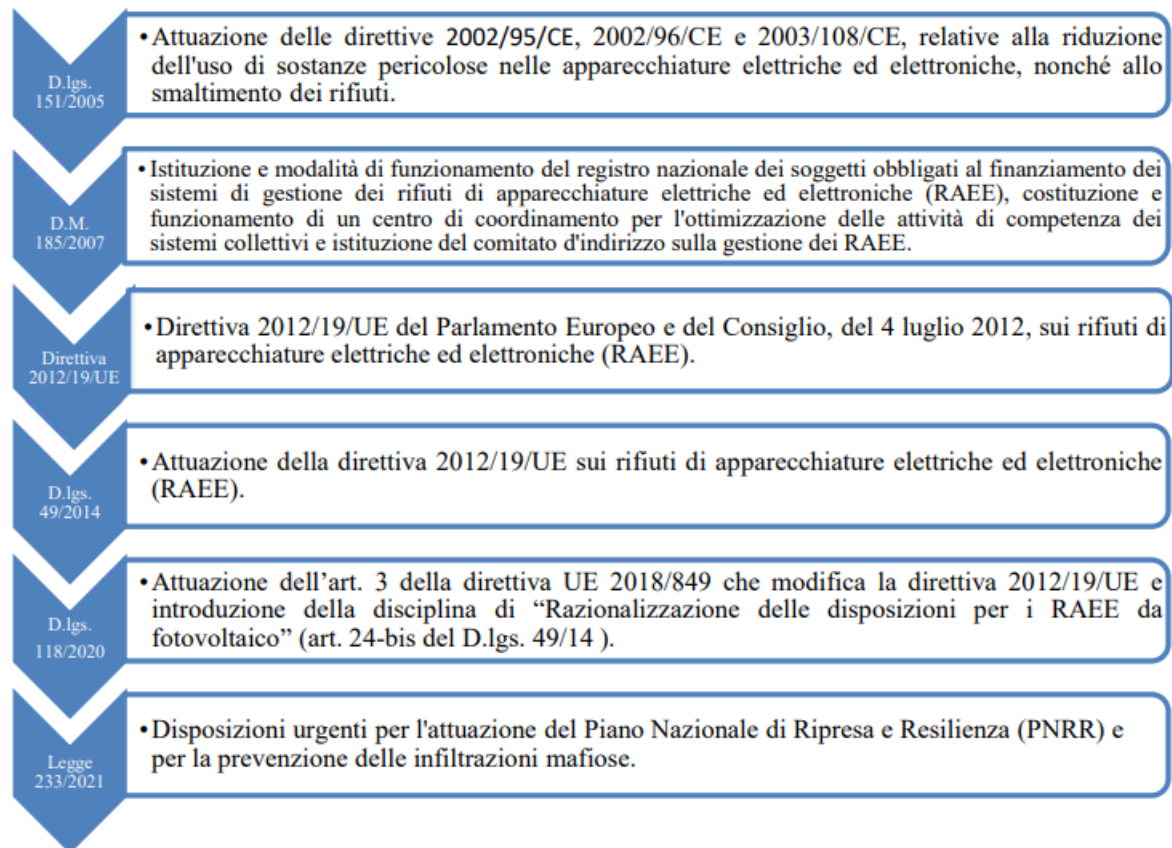 D.lgs.
151/2005
•Attuazione delle direttive 2002/95/CE, 2002/96/CE e 2003/108/CE, relative alla riduzione
dell'uso di sostanze pericolose nelle apparecchiature elettriche ed elettroniche, nonché allo
smaltimento dei rifiuti.
D.M.
185/2007
•Istituzione e modalità di funzionamento del registro nazionale dei soggetti obbligati al finanziamento dei
sistemi di gestione dei rifiuti di apparecchiature elettriche ed elettroniche (RAEE), costituzione e
funzionamento di un centro di coordinamento per l'ottimizzazione delle attività di competenza dei
sistemi collettivi e istituzione del comitato d'indirizzo sulla gestione dei RAEE.
Direttiva
2012/19/UE
•Direttiva 2012/19/UE del Parlamento Europeo e del Consiglio, del 4 luglio 2012, sui rifiuti di
apparecchiature elettriche ed elettroniche (RAEE).
D.lgs.
49/2014
•Attuazione della direttiva 2012/19/UE sui rifiuti di apparecchiature elettriche ed elettroniche
(RAEE).
D.lgs.
118/2020
•Attuazione dell’art. 3 della direttiva UE 2018/849 che modifica la direttiva 2012/19/UE e
introduzione della disciplina di “Razionalizzazione delle disposizioni per i RAEE da
fotovoltaico” (art. 24-bis del D.lgs. 49/14 ).
Legge
233/2021
•Disposizioni urgenti per l'attuazione del Piano Nazionale di Ripresa e Resilienza (PNRR) e
per la prevenzione delle infiltrazioni mafiose.